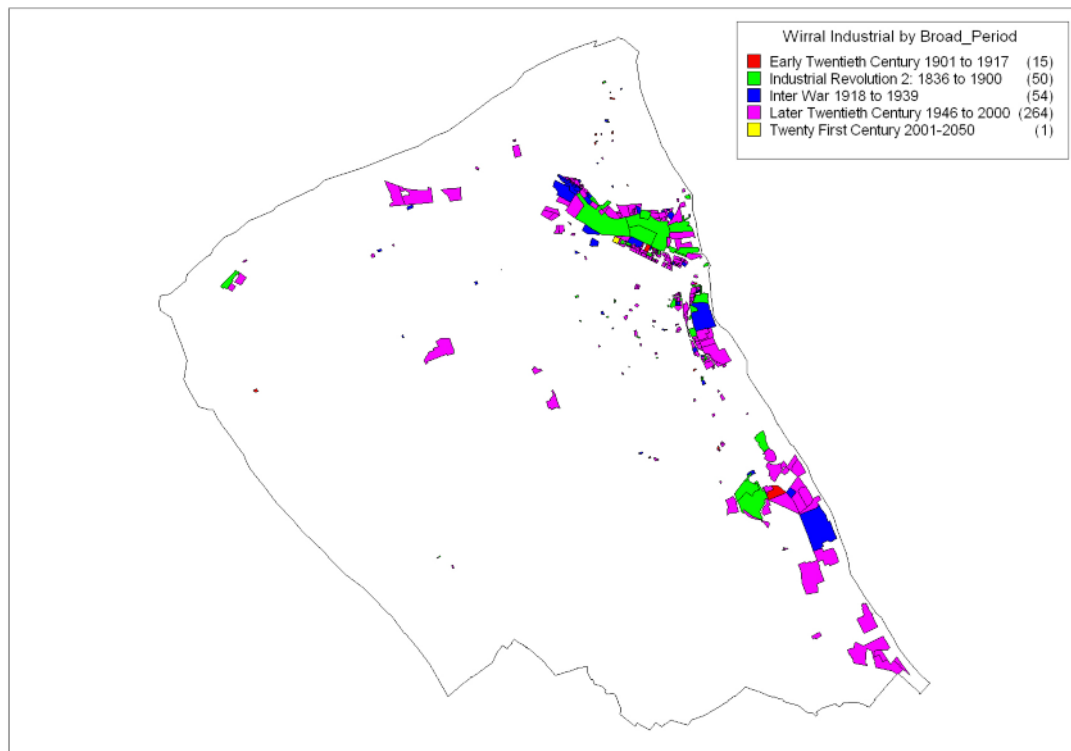 Wirral Industrial by Broad_Period
Early Twentieth Century 1901 to 1917 (15)
Industrial Revolution 2: 1836 to 1900 (50)
Inter War 1918 to 1939 (54)
Later Twentieth Century 1946 to 2000 (264)
Twenty First Century 2001-2050 (1)